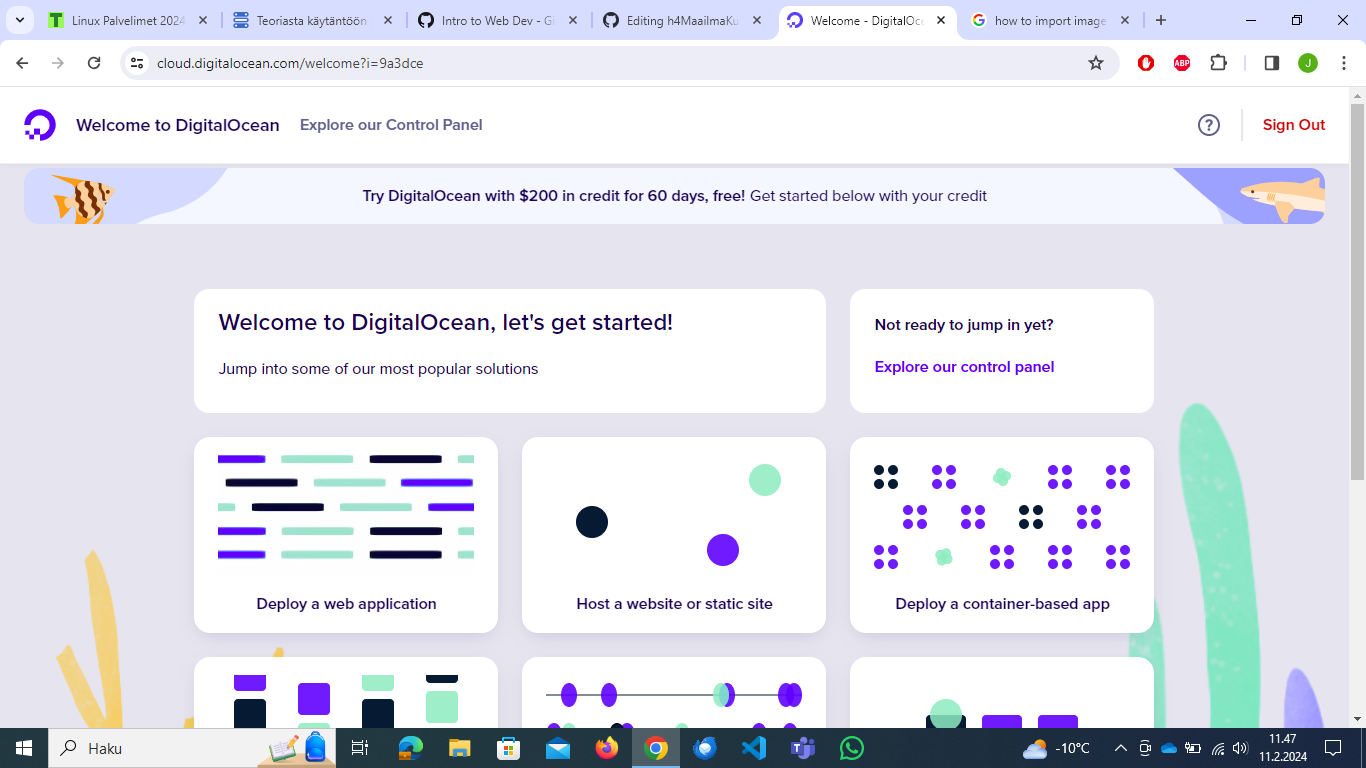 Linux Palvelimet 2024
Teoriasta käytäntöön
Intro to Web Dev - Gi
Editing h4MaailmaKu
Welcome - DigitalOce
how to import image
cloud.digitalocean.com/welcome?i=9a3dce
ABP
J
Welcome to DigitalOcean
Explore our Control Panel
?
Sign Out
Try DigitalOcean with $200 in credit for 60 days, free! Get started below with your credit
Welcome to DigitalOcean, let's get started!
Jump into some of our most popular solutions
Not ready to jump in yet?
Explore our control panel
Deploy a web application
Host a website or static site
Deploy a container-based app
Haku
-10°C
11.47
11.2.2024